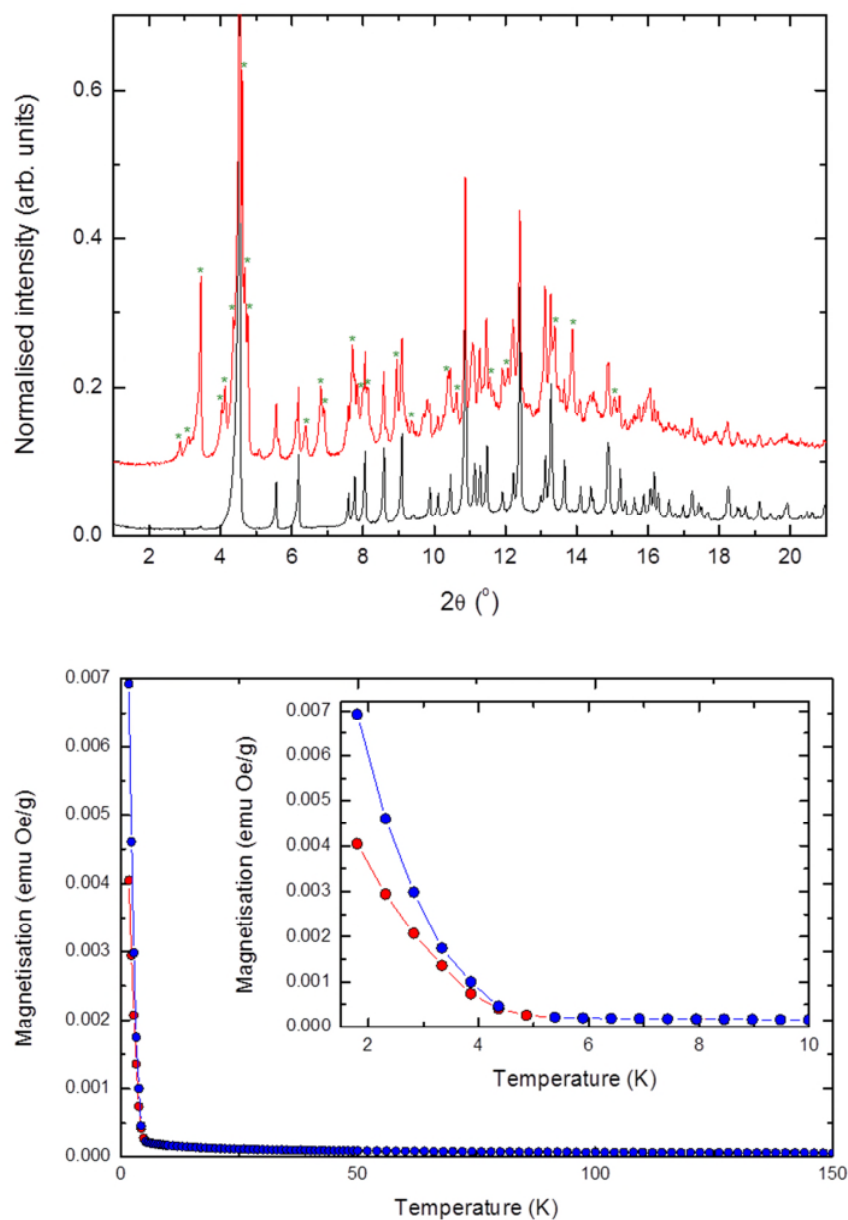 Normalised intensity (arb. units)
0.6
0.4
0.2
0.0
2 4 6 8 10 12 14 16 18 20
2θ (°)
Magnetisation (emu Oe/g)
0.007
0.006
0.005
0.004
0.003
0.002
0.001
0.000
0 50 100 150
Temperature (K)
Magnetisation (emu Oe/g)
0.007
0.006
0.005
0.004
0.003
0.002
0.001
0.000
2 4 6 8 10
Temperature (K)